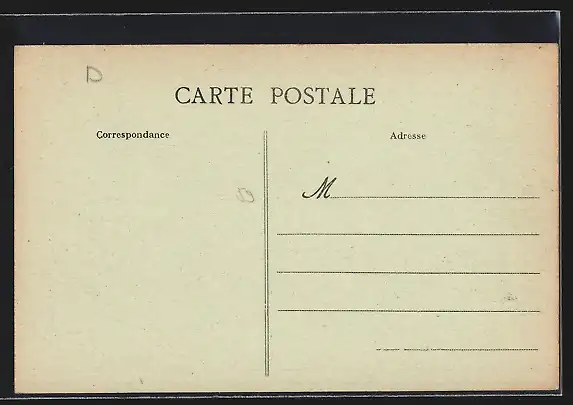 D
CARTE POSTALE
Correspondance
Adresse
M